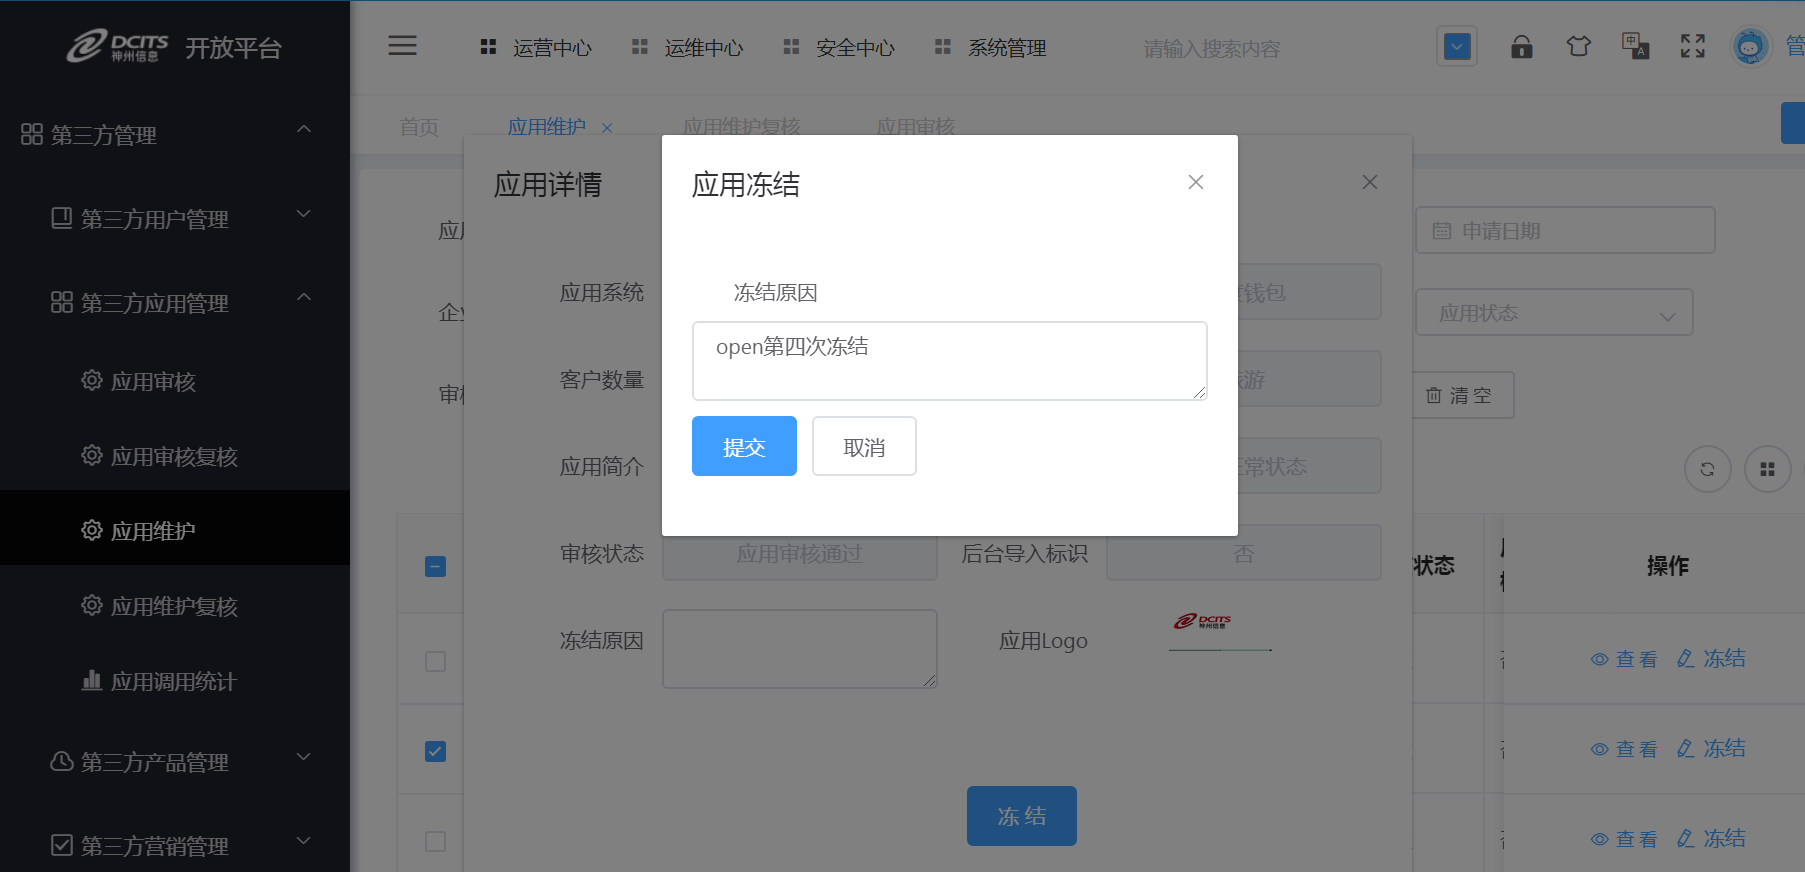 DCITS
神州信息
开放平台
运营中心
运维中心
安全中心
系统管理
请输入搜索内容
中
A
管
第三方管理
第三方用户管理
第三方应用管理
应用审核
应用审核复核
应用维护
应用维护复核
应用调用统计
第三方产品管理
第三方营销管理
首页
应用维护
应用维护复核
应用审核
应用详情
应用冻结
冻结原因
open第四次冻结
提交
取消
应用系统
钱包
客户数量
游
应用简介
常状态
审核状态
应用审核通过
后台导入标识
否
冻结原因
应用Logo
DCITS
神州信息
冻 结
申请日期
应用状态
清 空
状态
操作
查 看
冻结
查 看
冻结
查 看
冻结